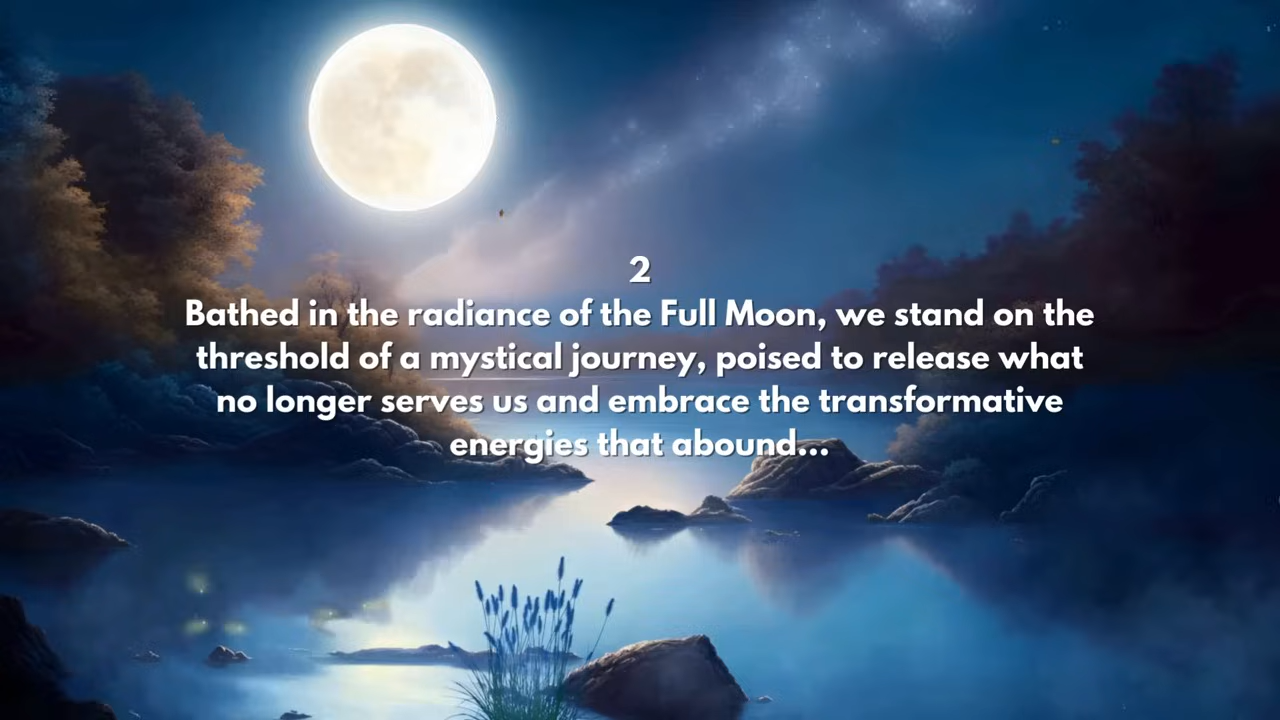 2
Bathed in the radiance of the Full Moon, we stand on the
threshold of a mystical journey, poised to release what
no longer serves us and embrace the transformative
energies that abound...